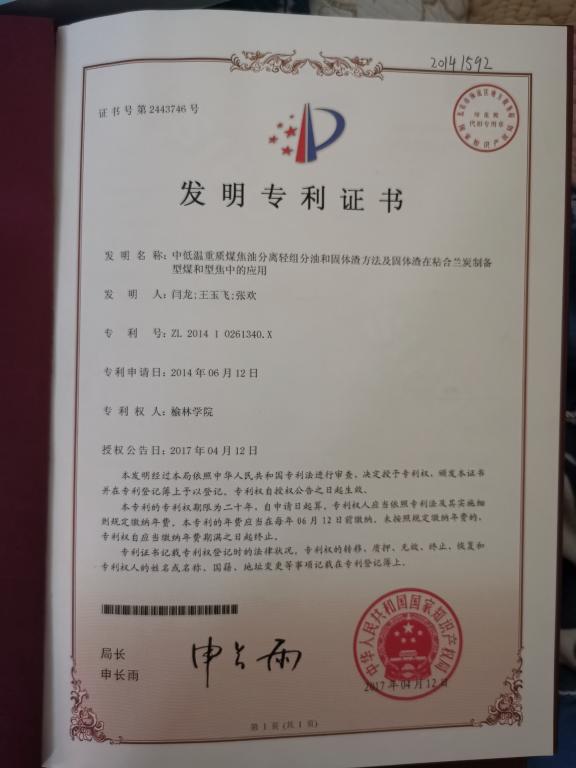 2014 1592
证书号第2443746号
发明专利证书
发明名称：中低温重质煤焦油分离轻组分油和固体渣方法及固体渣在粘合兰炭制备
型煤和型焦中的应用
发明人：闫龙;王玉飞;张欢
专利号：ZL 2014 1 0261340.X
专利申请日：2014年06月12日
专利权人：榆林学院
授权公告日：2017年04月12日
本发明经过本局依照中华人民共和国专利法进行审查，决定授予专利权，颁发本证书
并在专利登记簿上予以登记。专利权自授权公告之日起生效。
本专利的专利权期限为二十年，自申请日起算。专利权人应当依照专利法及其实施细
则规定缴纳年费。本专利的年费应当在每年06月12日前缴纳。未按照规定缴纳年费的，
专利权自应当缴纳年费期满之日起终止。
专利证书记载专利权登记时的法律状况。专利权的转移、质押、无效、终止、恢复和
专利权人的姓名或名称、国籍、地址变更等事项记载在专利登记簿上。
局长
申长雨
申长雨
中华人民共和国国家知识产权局
2017年04月12日
第1页(共1页)